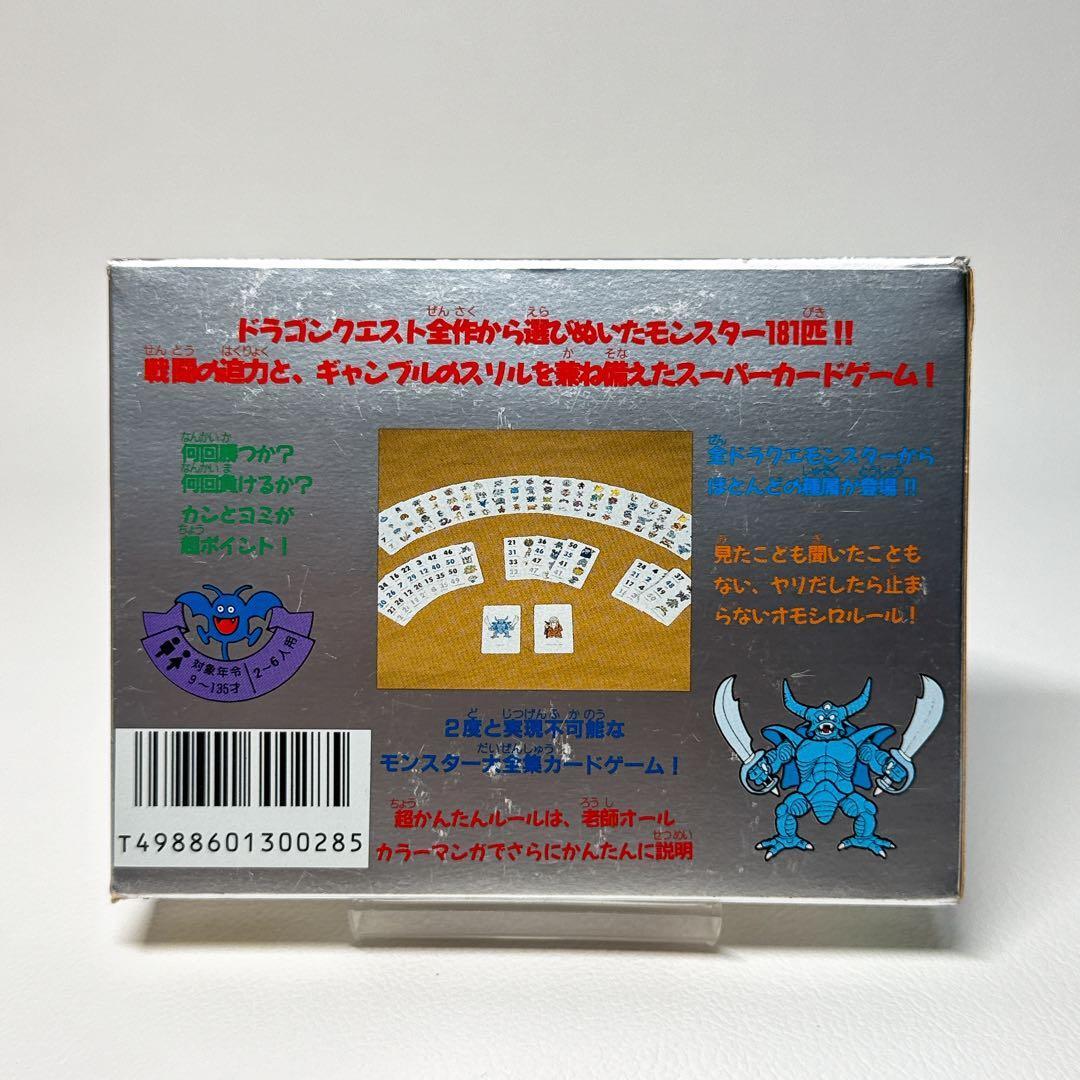 ドラゴンクエスト全作から選びぬいたモンスター181匹!!
戦闘の迫力と、ギャンブルのスリルを兼ね備えたスーパーカードゲーム!
何回勝つか?
何回負けるか?
カンとヨミが
超ポイント!
対象年令
9〜135才
2〜6人用
全ドラクエモンスターから
ほとんどの種属が登場!!
見たことも聞いたことも
ない、ヤりだしたら止ま
らないオモシロルール!
2度と実現不可能な
モンスター大全集カードゲーム!
超かんたんルールは、老師オール
カラーマンガでさらにかんたんに説明
T4988601300285